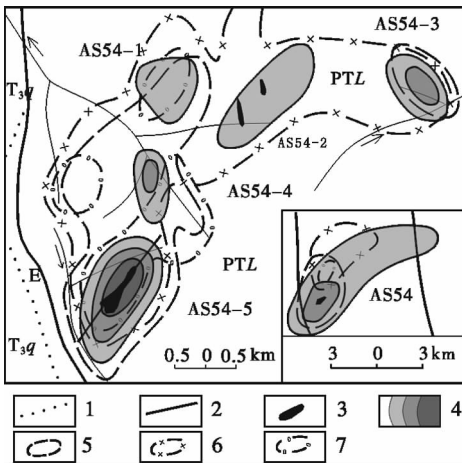 AS54-3
AS54-1
T₃q
PTL
AS54-2
AS54-4
PTL
E
AS54-5
AS54
T₃q
0.5 0 0.5 km
3 0 3 km
1 2 3 4
5 6 7